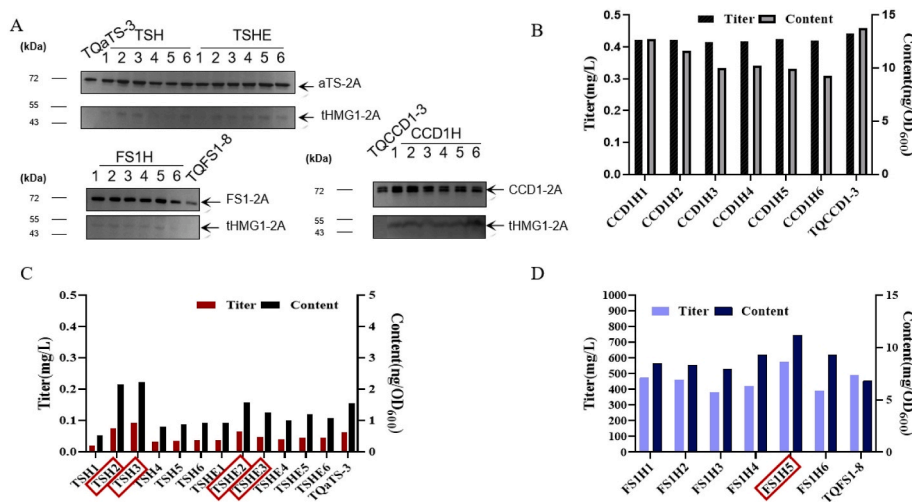 A
TQaTS-3
TSH
TSHE
(kDa)
1 2 3 4 5 6 1 2 3 4 5 6
72
aTS-2A
55
43
tHMG1-2A
FS1H
TQFS1-8
(kDa)
1 2 3 4 5 6
72
FS1-2A
55
43
tHMG1-2A
TQCCD1-3
CCD1H
(kDa)
1 2 3 4 5 6
72
CCD1-2A
55
43
tHMG1-2A
B
Titer Content
Titer(mg/L)
0.5
0.4
0.3
0.2
0.1
0.0
Content(ng/OD600)
15
10
5
0
CCD1H1
CCD1H2
CCD1H3
CCD1H4
CCD1H5
CCD1H6
TQCCD1-3
C
Titer Content
Titer(mg/L)
0.5
0.4
0.3
0.2
0.1
0.0
Content(ng/OD600)
5
4
3
2
1
0
TSH1
TSH2
TSH3
TSH4
TSH5
TSH6
TSHE1
TSHE2
TSHE3
TSHE4
TSHE5
TSHE6
TQaTS-3
D
Titer Content
Titer(mg/L)
1000
900
800
700
600
500
400
300
200
100
0
Content(ng/OD600)
15
10
5
0
FS1H1
FS1H2
FS1H3
FS1H4
FS1H5
FS1H6
TQFS1-8